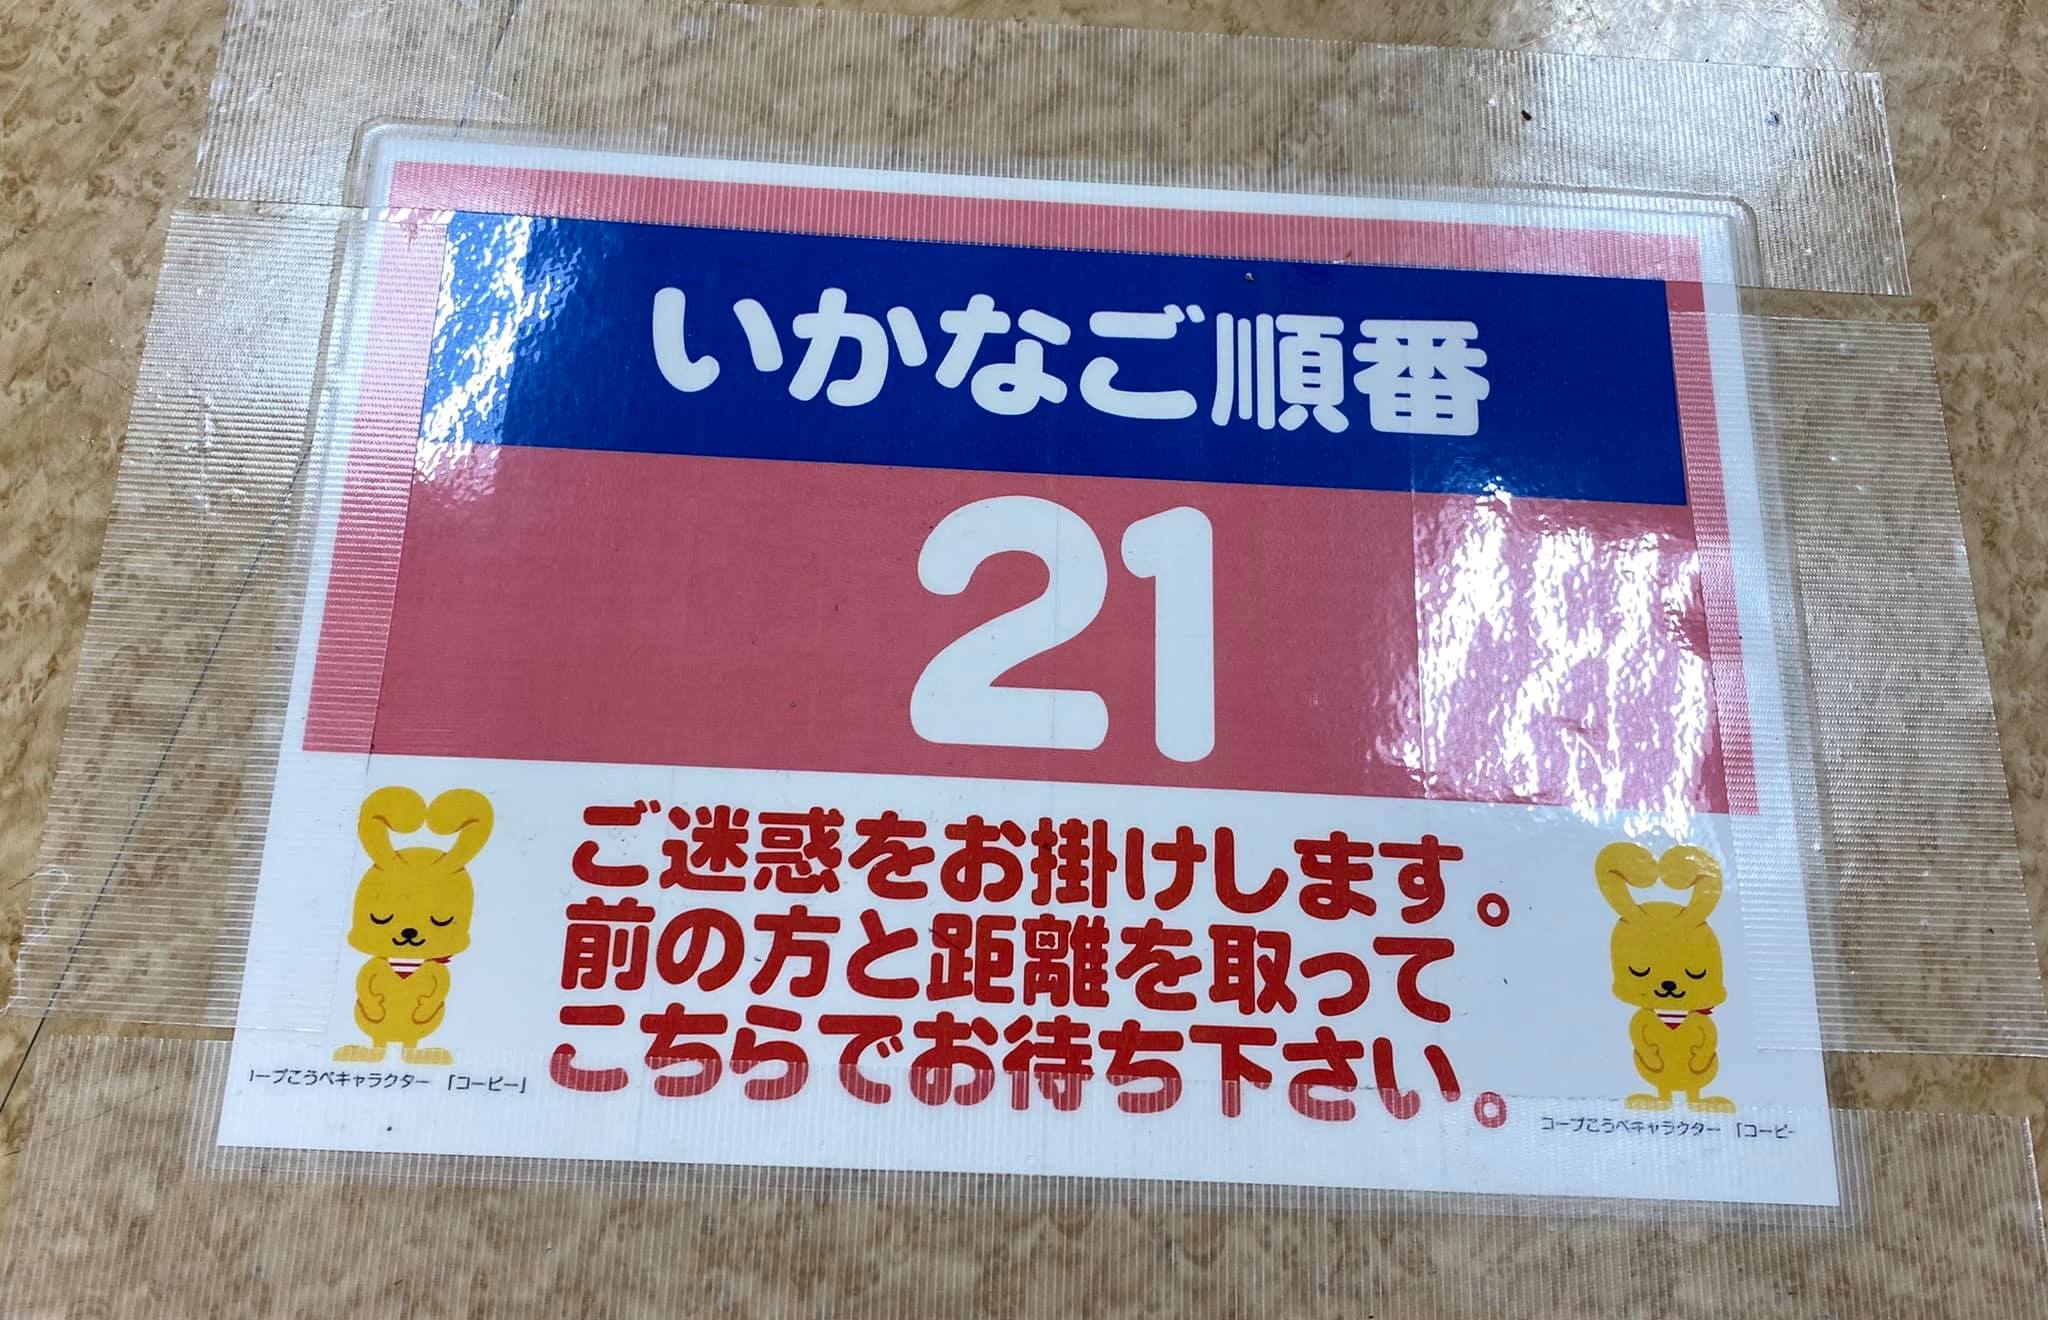 いかなご順番
21
ご迷惑をお掛けします。
前の方と距離を取って
こちらでお待ち下さい。
ープこうべキャラクター 「コーピー」
コープこうべキャラクター 「コーピー